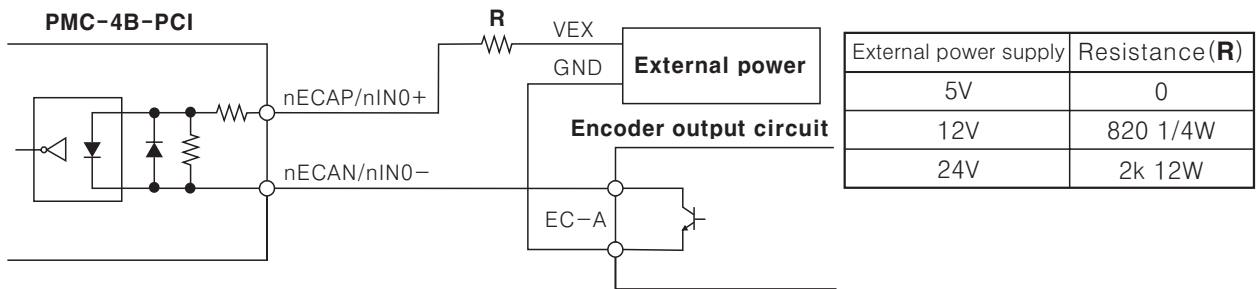 PMC-4B-PCI
R
VEX
GND
External power
nECAP/nIN0+
Encoder output circuit
nECAN/nIN0-
EC-A
External power supply Resistance(R)
5V 0
12V 820 1/4W
24V 2k 12W